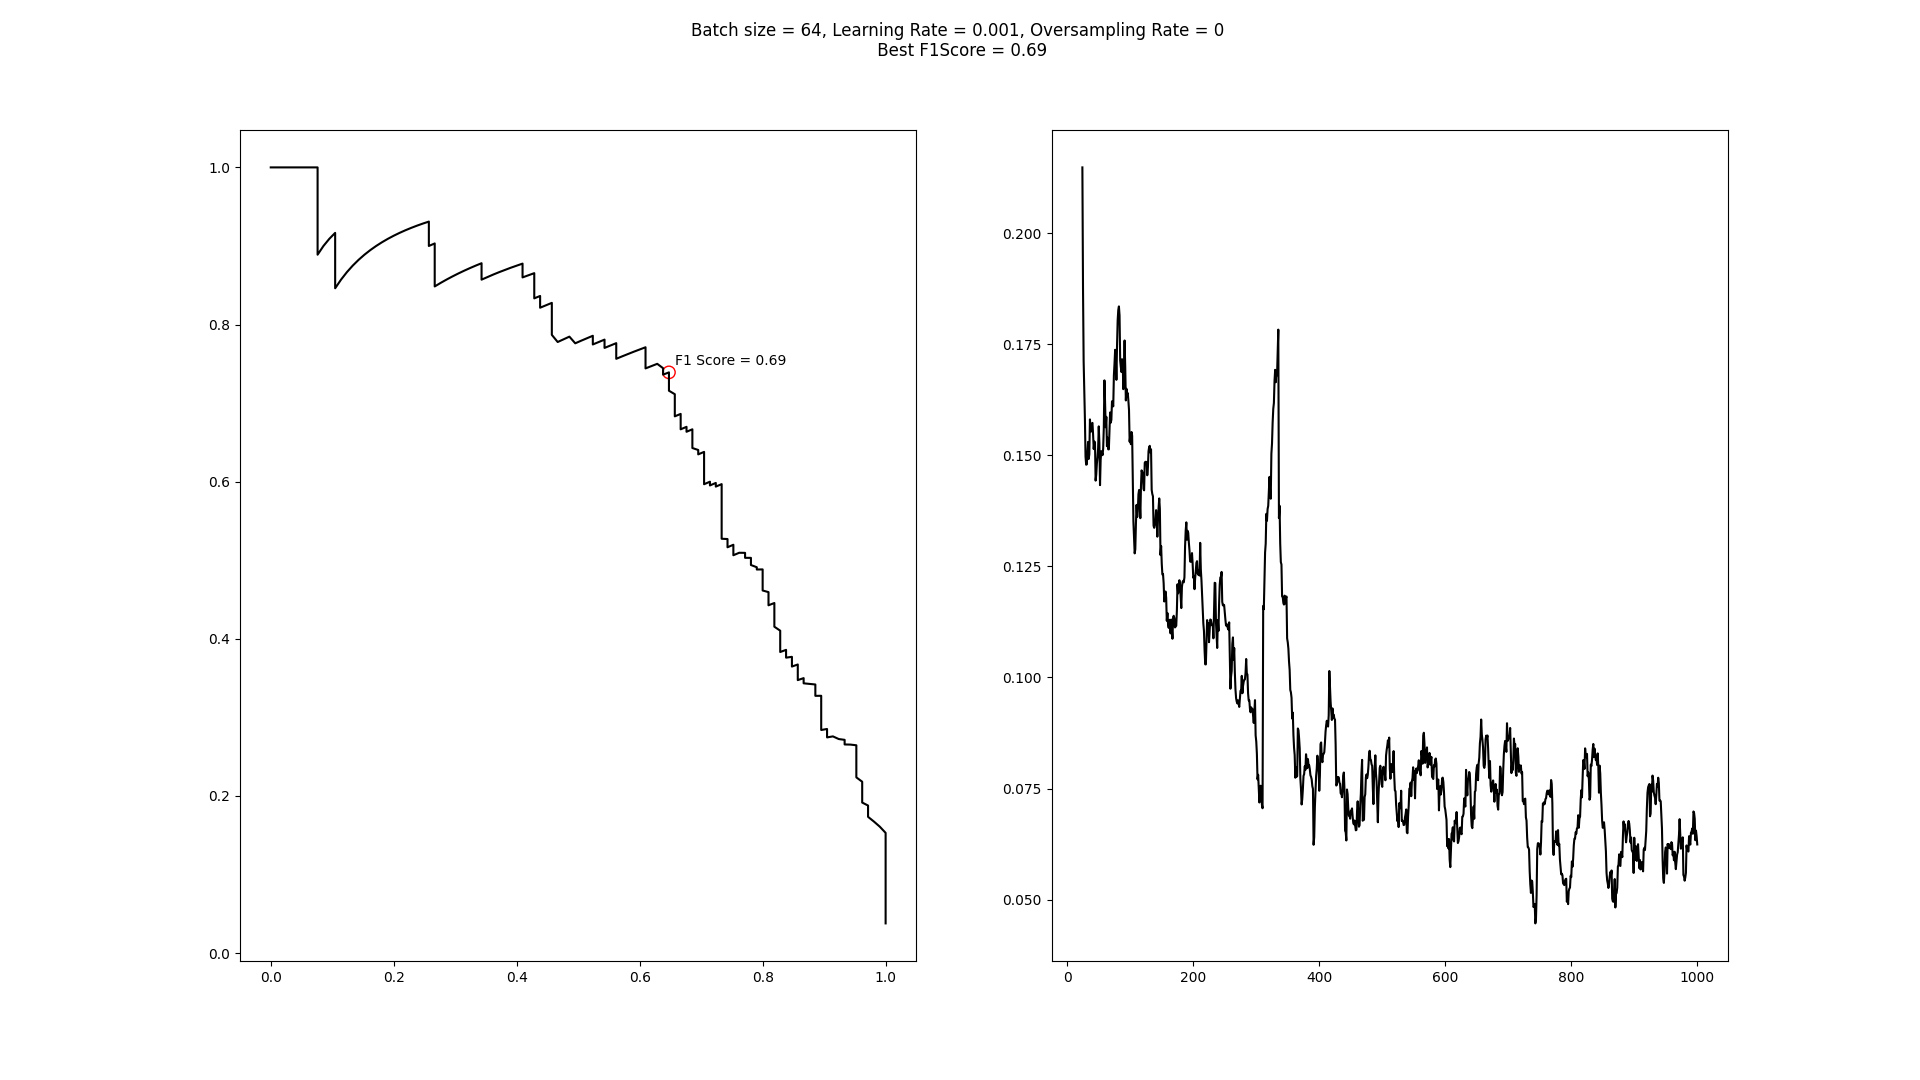 Batch size = 64, Learning Rate = 0.001, Oversampling Rate = 0
Best F1Score = 0.69
1.0
0.8
0.6
0.4
0.2
0.0
F1 Score = 0.69
0.0 0.2 0.4 0.6 0.8 1.0
0.200
0.175
0.150
0.125
0.100
0.075
0.050
0 200 400 600 800 1000